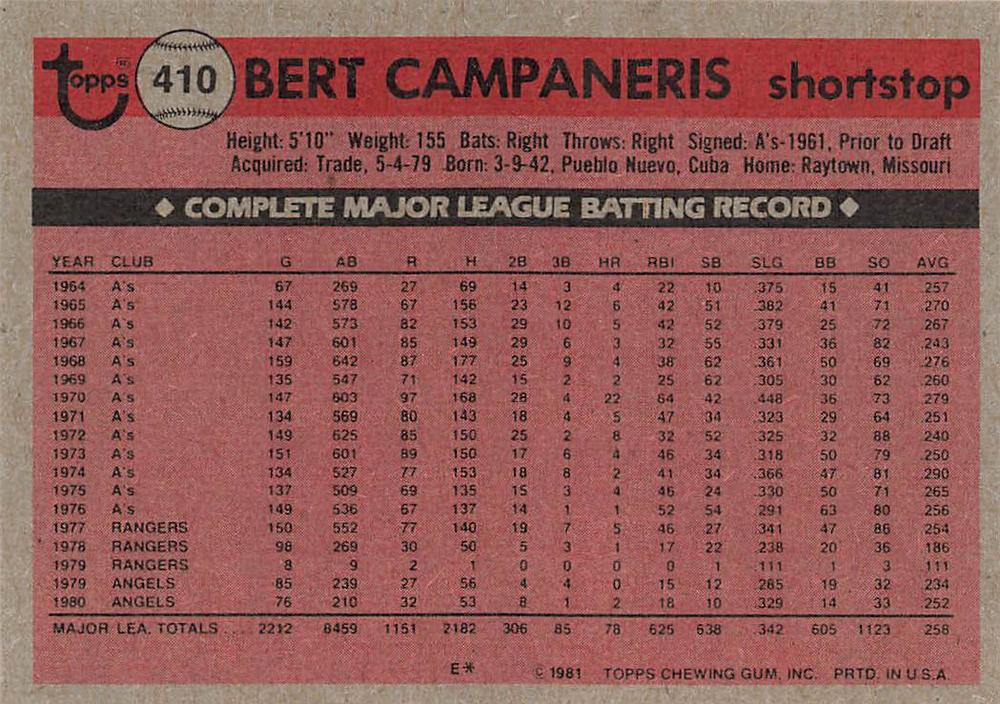 topps 410 BERT CAMPANERIS shortstop
Height: 5'10" Weight: 155 Bats: Right Throws: Right Signed: A's-1961, Prior to Draft
Acquired: Trade, 5-4-79 Born: 3-9-42, Pueblo Nuevo, Cuba Home: Raytown, Missouri
◆ COMPLETE MAJOR LEAGUE BATTING RECORD ◆
YEAR CLUB G AB R H 2B 3B HR RBI SB SLG BB SO AVG
1964 A's 67 269 27 69 14 3 4 22 10 .375 15 41 .257
1965 A's 144 578 67 156 23 12 6 42 51 .382 41 71 .270
1966 A's 142 573 82 153 29 10 5 42 52 .379 25 72 .267
1967 A's 147 601 85 149 29 6 3 32 55 .331 36 82 .243
1968 A's 159 642 87 177 25 9 4 38 62 .361 50 69 .276
1969 A's 135 547 71 142 15 2 2 25 62 .305 30 62 .260
1970 A's 147 603 97 168 28 4 22 64 42 .448 36 73 .279
1971 A's 134 569 80 143 18 4 5 47 34 .323 29 64 .251
1972 A's 149 625 85 150 25 2 8 32 52 .325 32 88 .240
1973 A's 151 601 89 150 17 6 4 46 34 .318 50 79 .250
1974 A's 134 527 77 153 18 8 2 41 34 .366 47 81 .290
1975 A's 137 509 69 135 15 3 4 46 24 .330 50 71 .265
1976 A's 149 536 67 137 14 1 1 52 54 .291 63 80 .256
1977 RANGERS 150 552 77 140 19 7 5 46 27 .341 47 86 .254
1978 RANGERS 98 269 30 50 5 3 1 17 22 .238 20 36 .186
1979 RANGERS 8 9 2 1 0 0 0 0 1 .111 1 3 .111
1979 ANGELS 85 239 27 56 4 4 0 15 12 .285 19 32 .234
1980 ANGELS 76 210 32 53 8 1 2 18 10 .329 14 33 .252
MAJOR LEA. TOTALS .... 2212 8459 1151 2182 306 85 78 625 638 .342 605 1123 .258
E* © 1981 TOPPS CHEWING GUM, INC. PRTD. IN U.S.A.